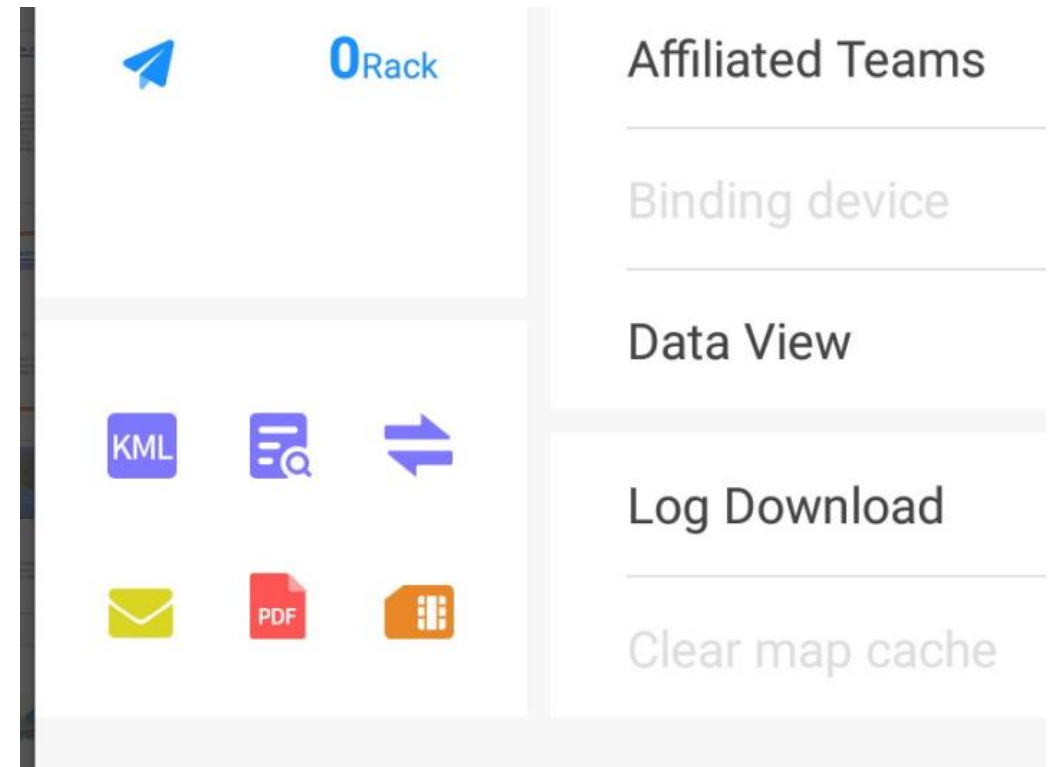 0Rack
KML
PDF
Affiliated Teams
Binding device
Data View
Log Download
Clear map cache